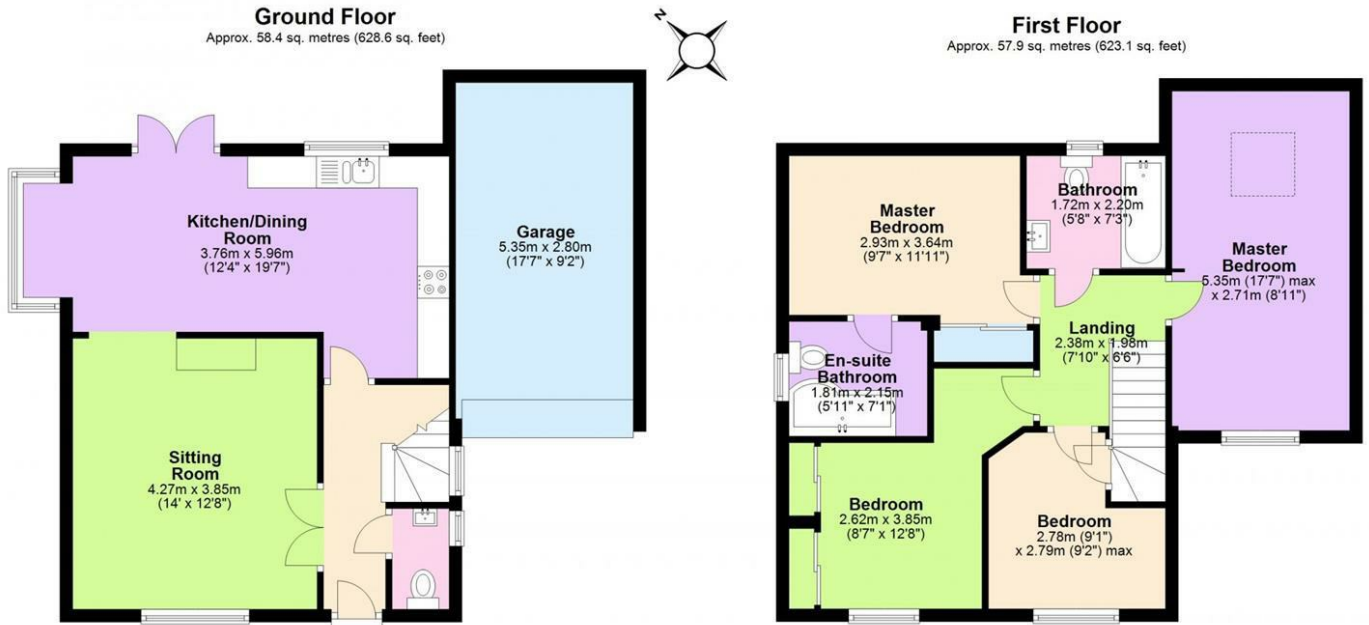 Ground Floor
Approx. 58.4 sq. metres (628.6 sq. feet)
N
Kitchen/Dining
Room
3.76m x 5.96m
(12'4" x 19'7")
Garage
5.35m x 2.80m
(17'7" x 9'2")
Sitting
Room
4.27m x 3.85m
(14' x 12'8")
First Floor
Approx. 57.9 sq. metres (623.1 sq. feet)
Master
Bedroom
2.93m x 3.64m
(9'7" x 11'11")
Bathroom
1.72m x 2.20m
(5'8" x 7'3")
Master
Bedroom
5.35m (17'7") max
x 2.71m (8'11")
Landing
2.38m x 1.98m
(7'10" x 6'6")
En-suite
Bathroom
1.81m x 2.15m
(5'11" x 7'1")
Bedroom
2.62m x 3.85m
(8'7" x 12'8")
Bedroom
2.78m (9'1")
x 2.79m (9'2") max